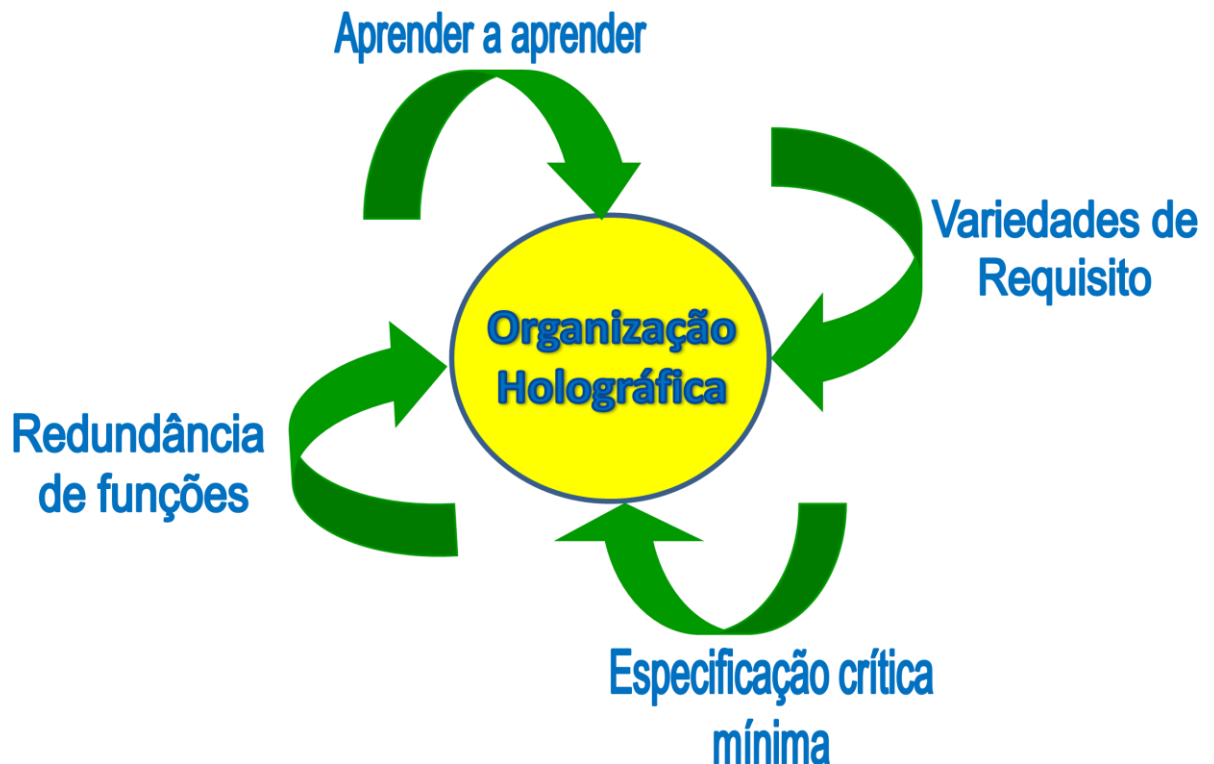 Aprender a aprender
Variedades de
Requisito
Organização
Holográfica
Redundância
de funções
Especificação crítica
mínima